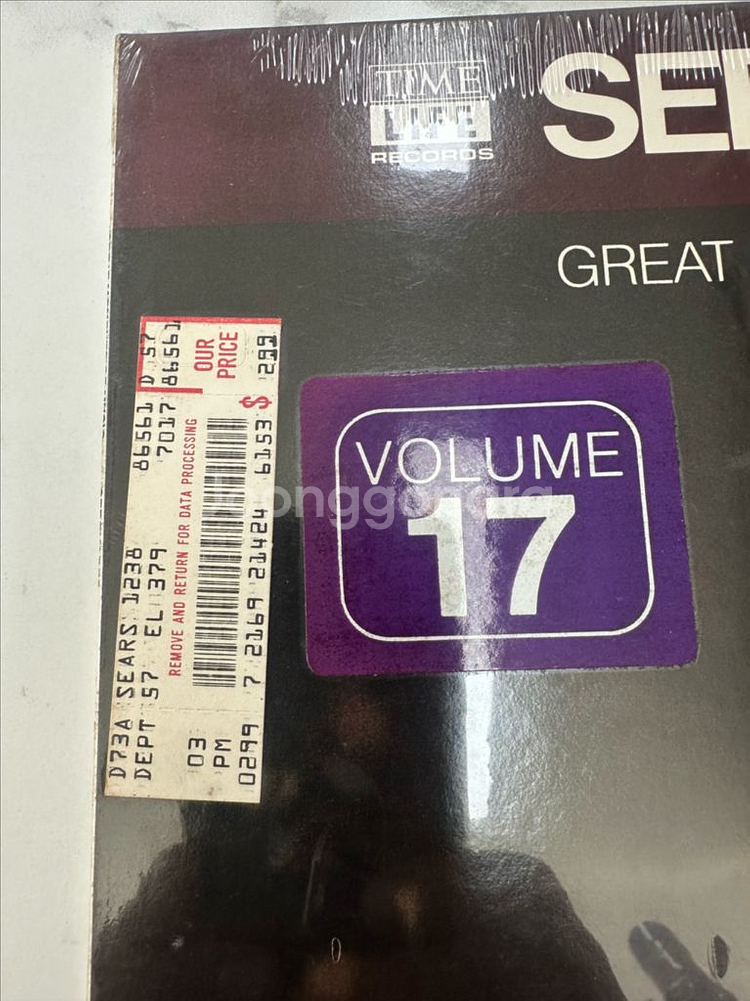 TIME
LIFE
RECORDS
SE
GREAT
VOLUME
17
D73A SEARS 1238 86561 D 57
DEPT 57 EL 379 7017 86561
REMOVE AND RETURN FOR DATA PROCESSING
OUR
PRICE
03
PM
0299 7 2169 21424 6153 $ 299
joonggonara